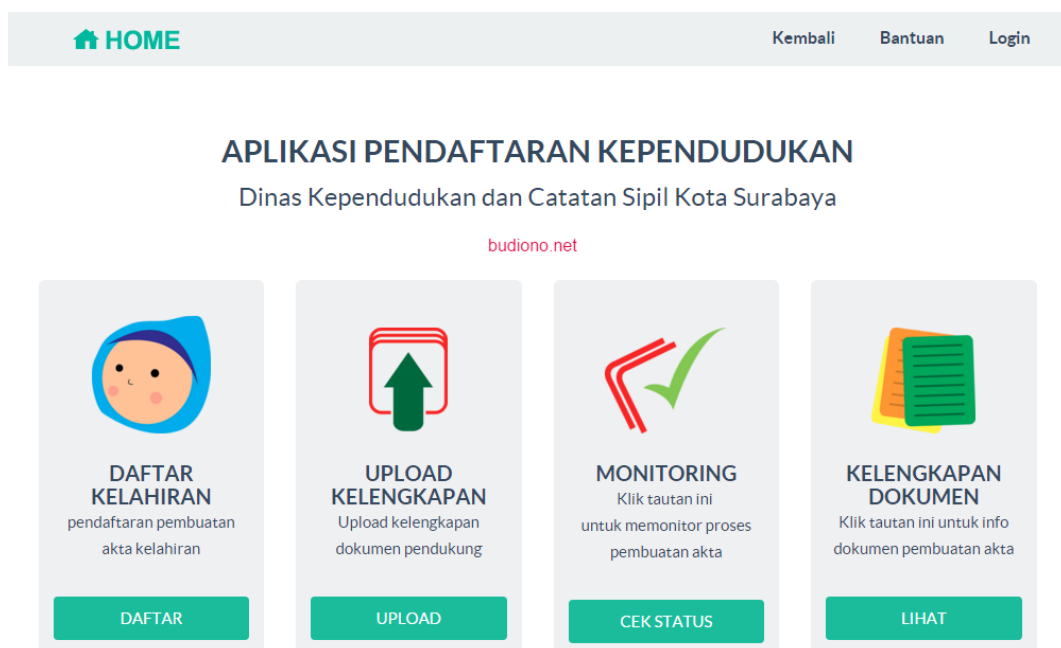 HOME
Kembali Bantuan Login
APLIKASI PENDAFTARAN KEPENDUDUKAN
Dinas Kependudukan dan Catatan Sipil Kota Surabaya
budiono.net
DAFTAR
KELAHIRAN
pendaftaran pembuatan
akta kelahiran
DAFTAR
UPLOAD
KELENGKAPAN
Upload kelengkapan
dokumen pendukung
UPLOAD
MONITORING
Klik tautan ini
untuk memonitor proses
pembuatan akta
CEK STATUS
KELENGKAPAN
DOKUMEN
Klik tautan ini untuk info
dokumen pembuatan akta
LIHAT